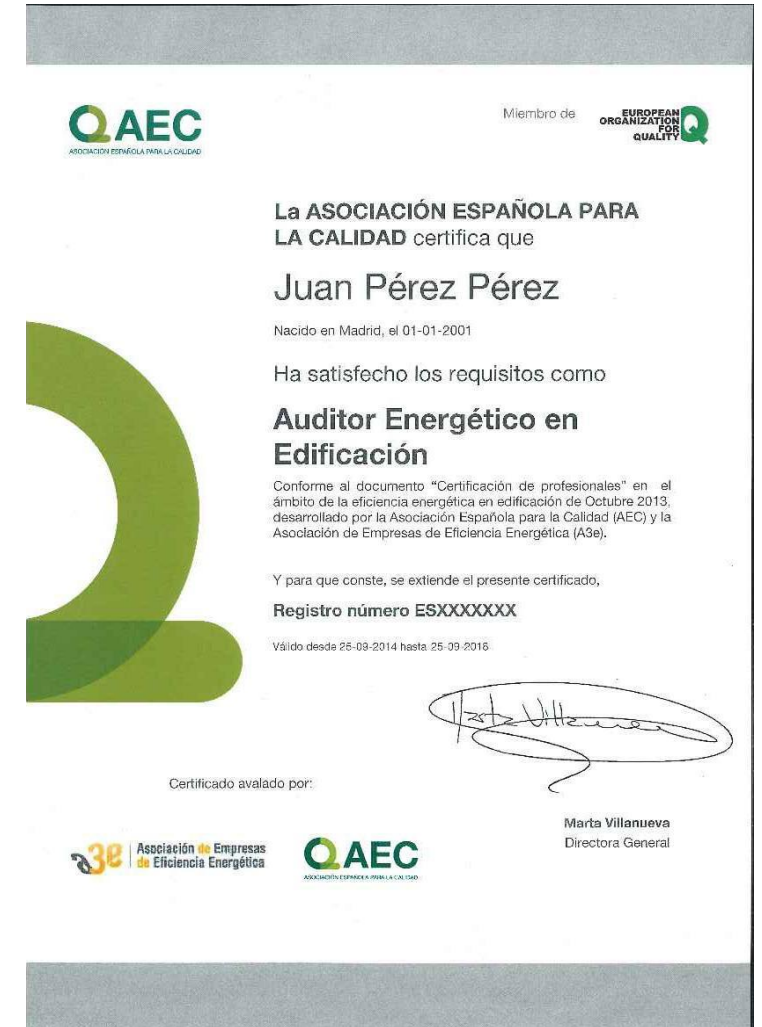 AEC
ASOCIACIÓN ESPAÑOLA PARA LA CALIDAD
Miembro de
EUROPEAN
ORGANIZATION
FOR
QUALITY
La ASOCIACIÓN ESPAÑOLA PARA
LA CALIDAD certifica que
Juan Pérez Pérez
Nacido en Madrid, el 01-01-2001
Ha satisfecho los requisitos como
Auditor Energético en
Edificación
Conforme al documento “Certificación de profesionales” en el
ámbito de la eficiencia energética en edificación de Octubre 2013,
desarrollado por la Asociación Española para la Calidad (AEC) y la
Asociación de Empresas de Eficiencia Energética (A3e).
Y para que conste, se extiende el presente certificado,
Registro número ESXXXXXXX
Válido desde 25-09-2014 hasta 25-09-2016
Marta Villanueva
Certificado avalado por:
Marta Villanueva
Directora General
a3e
Asociación de Empresas
de Eficiencia Energética
AEC
ASOCIACIÓN ESPAÑOLA PARA LA CALIDAD